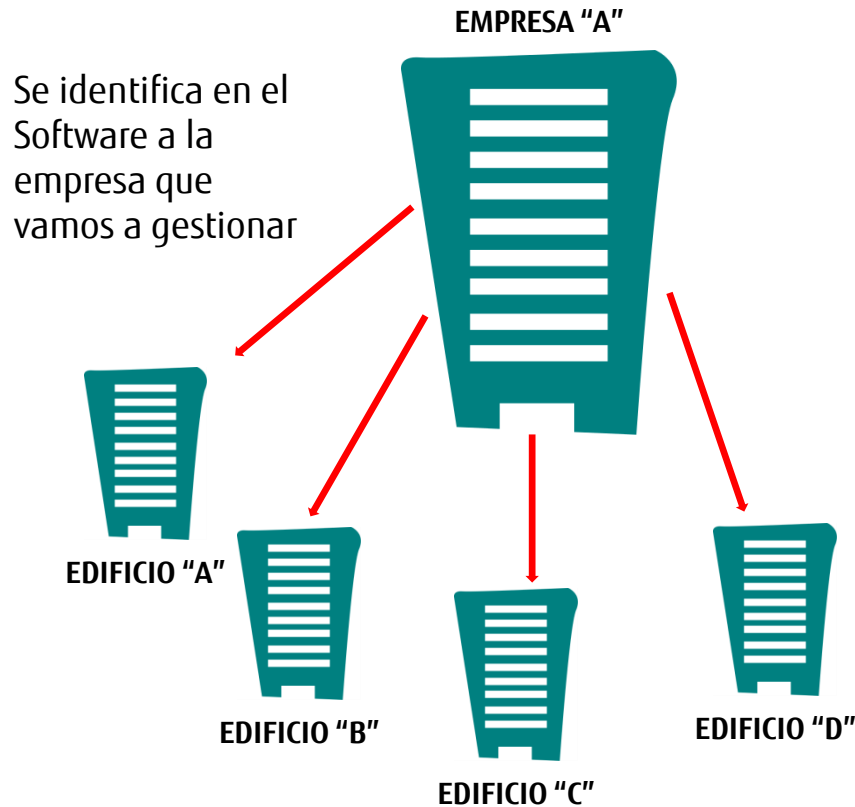 EMPRESA “A”
Se identifica en el
Software a la
empresa que
vamos a gestionar
EDIFICIO “A”
EDIFICIO “B”
EDIFICIO “C”
EDIFICIO “D”